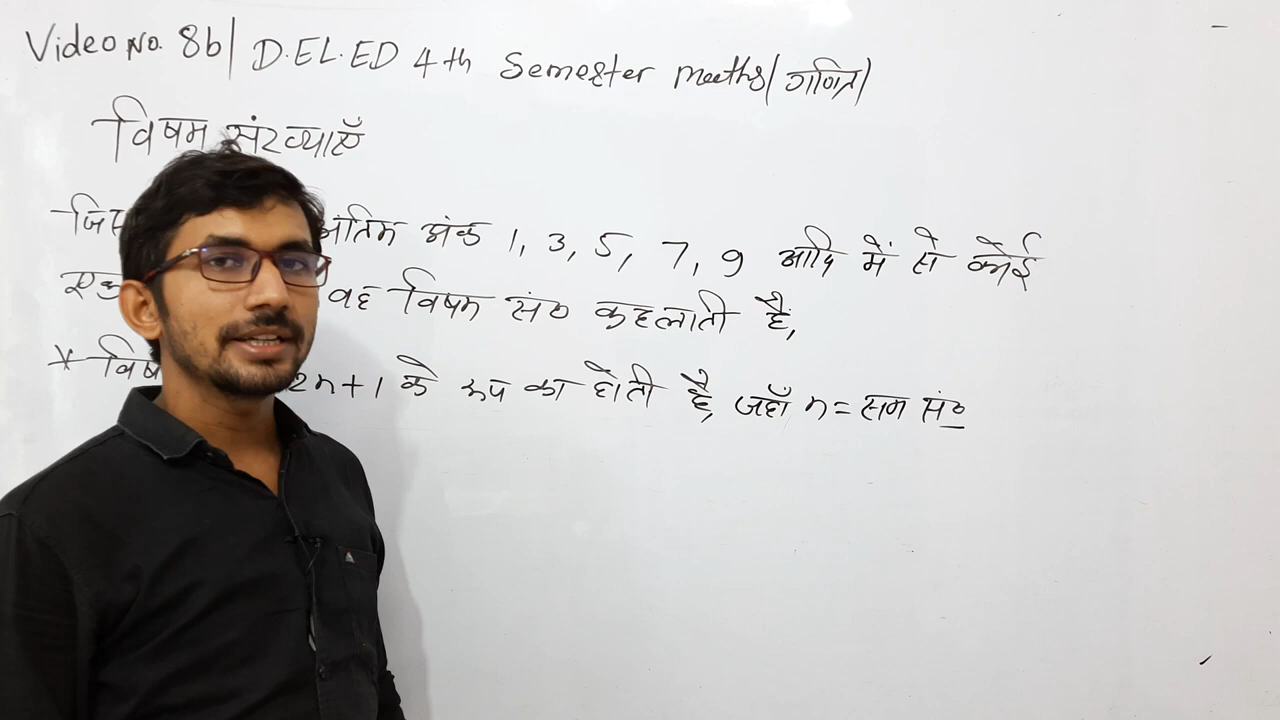 Video No. 8b| D.EL.ED 4th Semester Maths/ गणित/
विषम संख्याएँ
अंतिम अंक 1, 3, 5, 7, 9 आदि में से कोई
एक वह विषम सं० कहलाती है,
* विष 2n+1 के रूप का होती है, जहाँ n = सम सं०